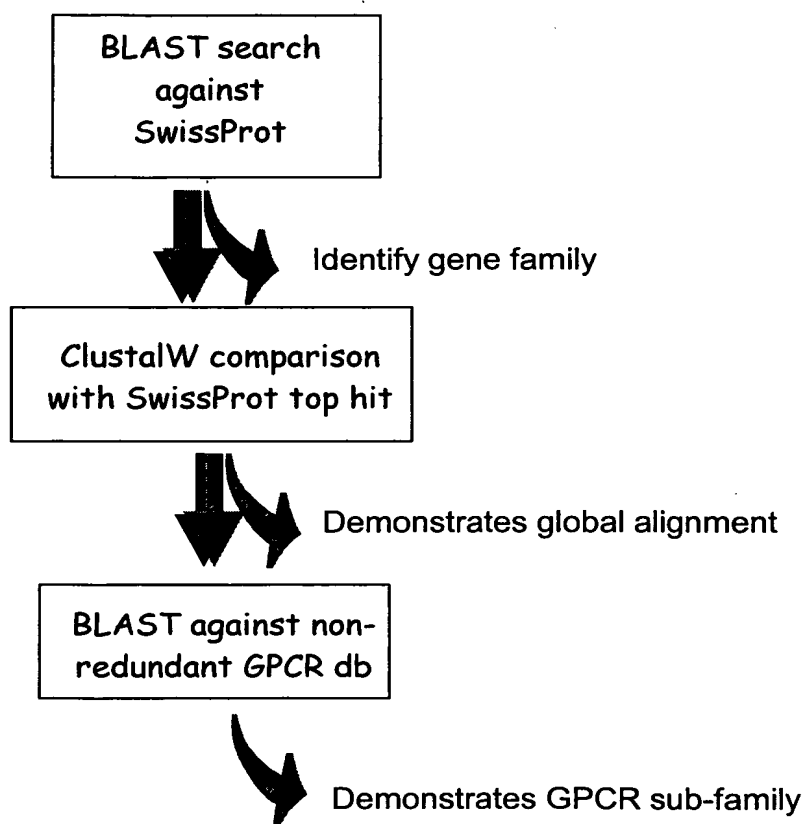 BLAST search
against
SwissProt
Identify gene family
ClustalW comparison
with SwissProt top hit
Demonstrates global alignment
BLAST against non-
redundant GPCR db
Demonstrates GPCR sub-family